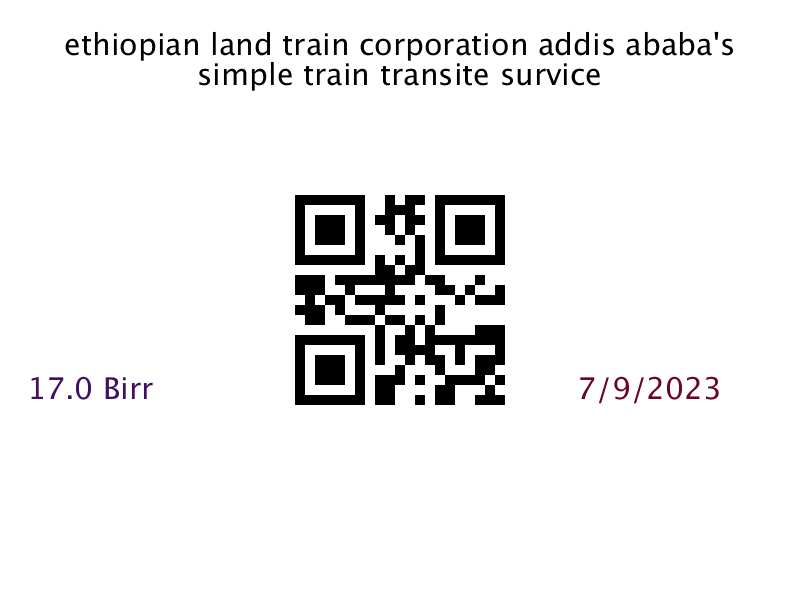 ethiopian land train corporation addis ababa's
simple train transite survice
17.0 Birr
7/9/2023